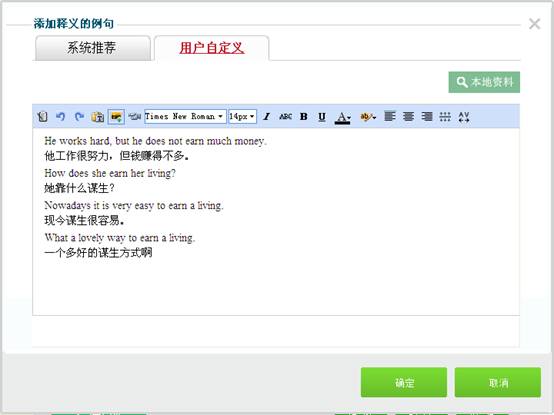 添加释义的例句
系统推荐
用户自定义
本地资料
Times New Roman 14px I ABC B U A ab AV
He works hard, but he does not earn much money.
他工作很努力，但钱赚得不多。
How does she earn her living?
她靠什么谋生？
Nowadays it is very easy to earn a living.
现今谋生很容易。
What a lovely way to earn a living.
一个多好的谋生方式啊
确定
取消